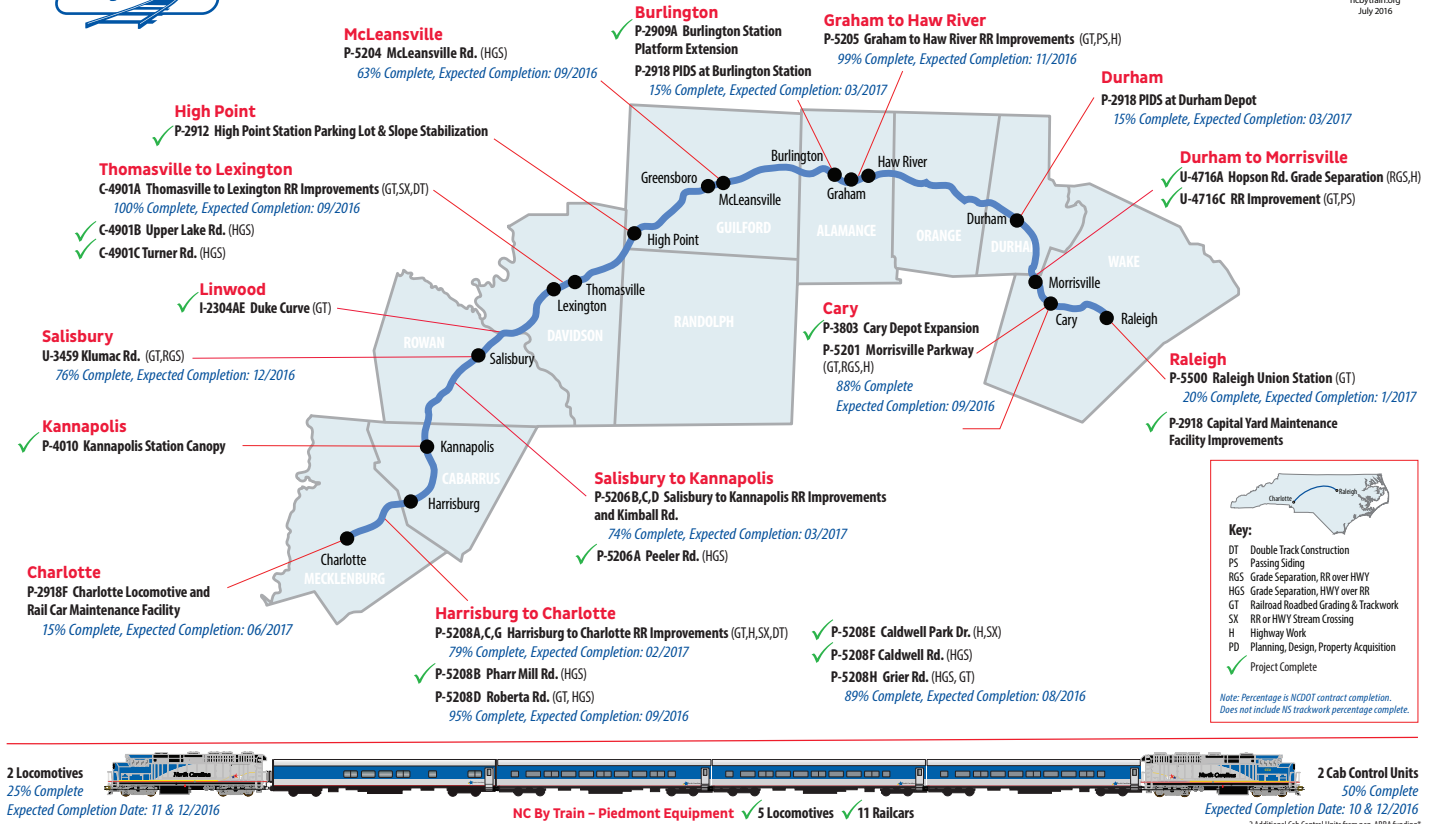 ncbytrain.org
July 2016
McLeansville
P-5204 McLeansville Rd. (HGS)
63% Complete, Expected Completion: 09/2016
Burlington
P-2909A Burlington Station
Platform Extension
P-2918 PIDS at Burlington Station
15% Complete, Expected Completion: 03/2017
Graham to Haw River
P-5205 Graham to Haw River RR Improvements (GT,PS,H)
99% Complete, Expected Completion: 11/2016
Durham
P-2918 PIDS at Durham Depot
15% Complete, Expected Completion: 03/2017
High Point
P-2912 High Point Station Parking Lot & Slope Stabilization
Thomasville to Lexington
C-4901A Thomasville to Lexington RR Improvements (GT,SX,DT)
100% Complete, Expected Completion: 09/2016
C-4901B Upper Lake Rd. (HGS)
C-4901C Turner Rd. (HGS)
Durham to Morrisville
U-4716A Hopson Rd. Grade Separation (RGS,H)
U-4716C RR Improvement (GT,PS)
Linwood
I-2304AE Duke Curve (GT)
Salisbury
U-3459 Klumac Rd. (GT,RGS)
76% Complete, Expected Completion: 12/2016
Kannapolis
P-4010 Kannapolis Station Canopy
Charlotte
P-2918F Charlotte Locomotive and
Rail Car Maintenance Facility
15% Complete, Expected Completion: 06/2017
Greensboro
McLeansville
Burlington
Graham
Haw River
High Point
Thomasville
Lexington
Salisbury
Kannapolis
Harrisburg
Charlotte
Durham
Morrisville
Cary
Raleigh
GUILFORD
ALAMANCE
ORANGE
DURHA
WAKE
RANDOLPH
DAVIDSON
ROWAN
CABARRUS
MECKLENBURG
Cary
P-3803 Cary Depot Expansion
P-5201 Morrisville Parkway
(GT,RGS,H)
88% Complete
Expected Completion: 09/2016
Raleigh
P-5500 Raleigh Union Station (GT)
20% Complete, Expected Completion: 1/2017
P-2918 Capital Yard Maintenance
Facility Improvements
Salisbury to Kannapolis
P-5206 B,C,D Salisbury to Kannapolis RR Improvements
and Kimball Rd.
74% Complete, Expected Completion: 03/2017
P-5206A Peeler Rd. (HGS)
Harrisburg to Charlotte
P-5208A,C,G Harrisburg to Charlotte RR Improvements (GT,H,SX,DT)
79% Complete, Expected Completion: 02/2017
P-5208B Pharr Mill Rd. (HGS)
P-5208D Roberta Rd. (GT, HGS)
95% Complete, Expected Completion: 09/2016
P-5208E Caldwell Park Dr. (H,SX)
P-5208F Caldwell Rd. (HGS)
P-5208H Grier Rd. (HGS, GT)
89% Complete, Expected Completion: 08/2016
Charlotte
Raleigh
Key:
DT Double Track Construction
PS Passing Siding
RGS Grade Separation, RR over HWY
HGS Grade Separation, HWY over RR
GT Railroad Roadbed Grading & Trackwork
SX RR or HWY Stream Crossing
H Highway Work
PD Planning, Design, Property Acquisition
Project Complete
Note: Percentage is NCDOT contract completion.
Does not include NS trackwork percentage complete.
2 Locomotives
25% Complete
Expected Completion Date: 11 & 12/2016
North Carolina
North Carolina
NC By Train – Piedmont Equipment 5 Locomotives 11 Railcars
2 Cab Control Units
50% Complete
Expected Completion Date: 10 & 12/2016